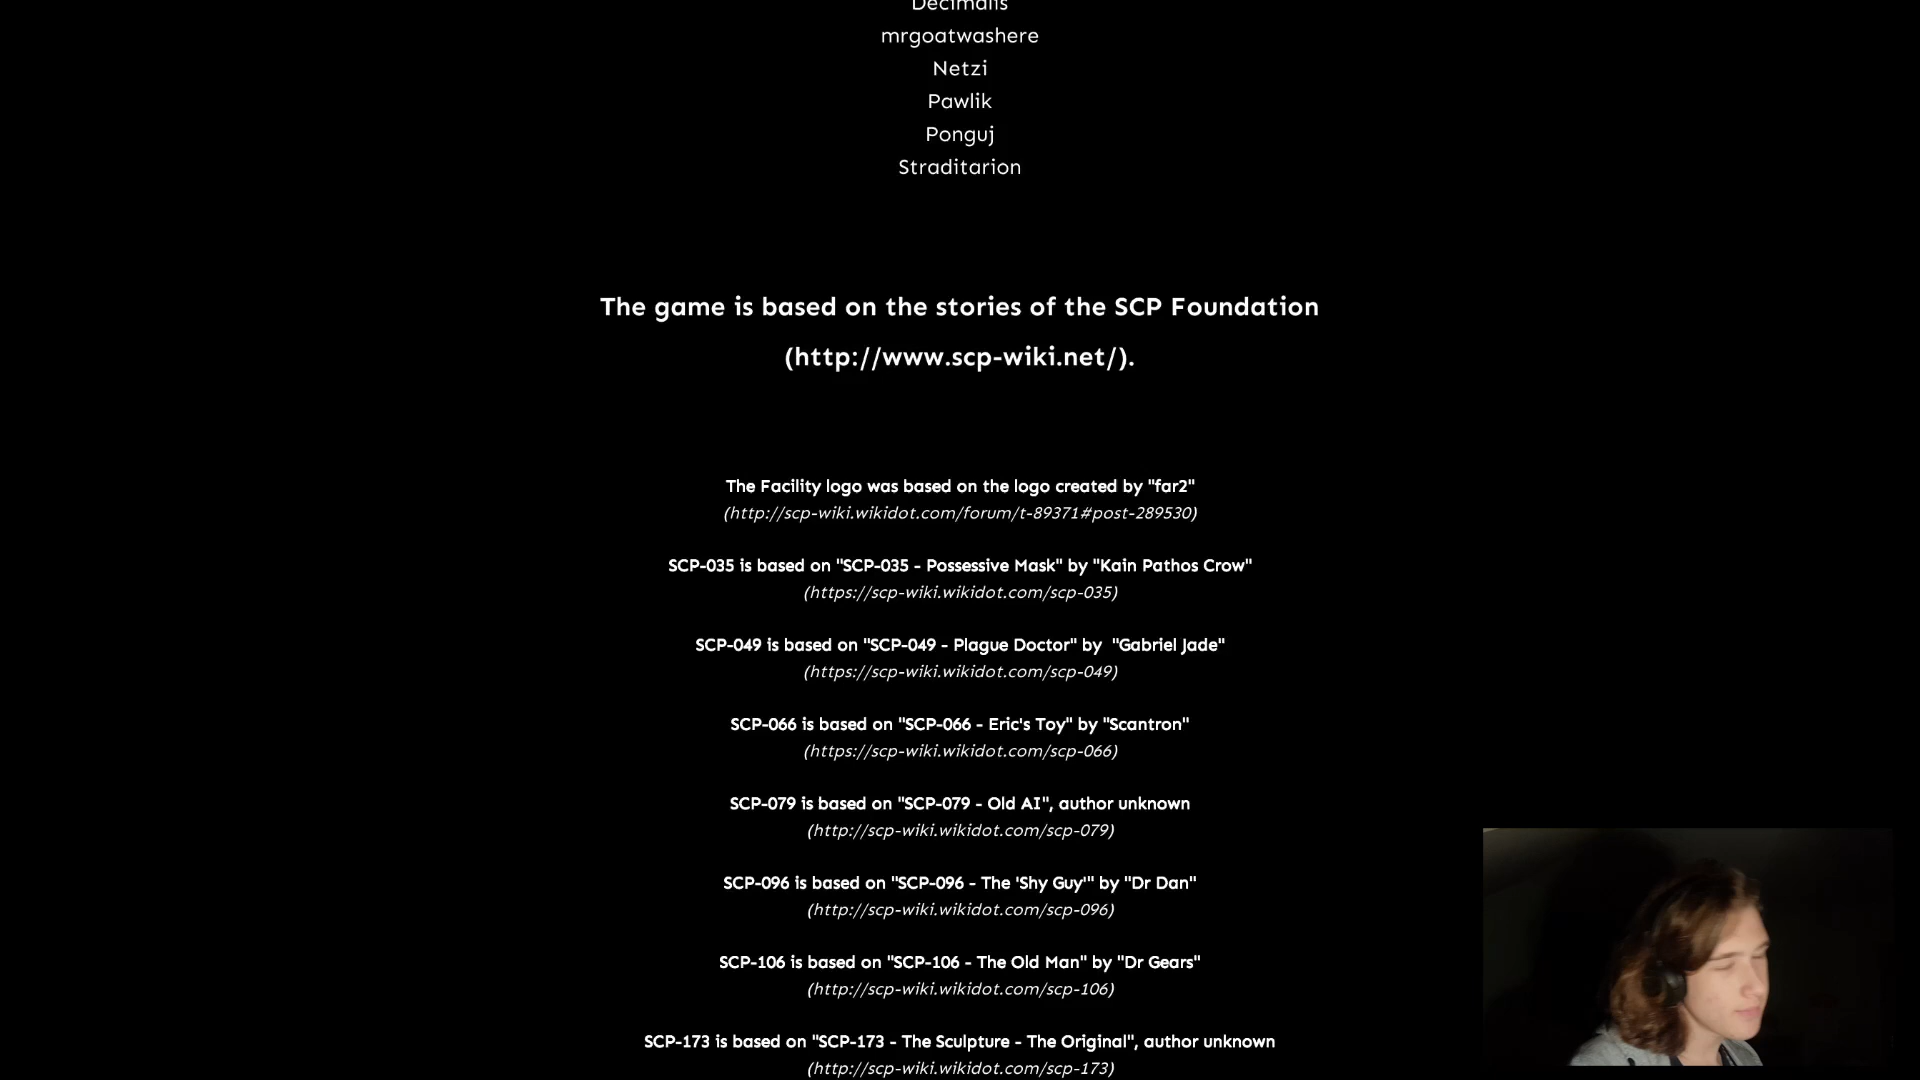 Decimalis
mrgoatwashere
Netzi
Pawlik
Ponguj
Straditarion
The game is based on the stories of the SCP Foundation
(http://www.scp-wiki.net/).
The Facility logo was based on the logo created by "far2"
(http://scp-wiki.wikidot.com/forum/t-89371#post-289530)
SCP-035 is based on "SCP-035 - Possessive Mask" by "Kain Pathos Crow"
(https://scp-wiki.wikidot.com/scp-035)
SCP-049 is based on "SCP-049 - Plague Doctor" by  "Gabriel Jade"
(https://scp-wiki.wikidot.com/scp-049)
SCP-066 is based on "SCP-066 - Eric's Toy" by "Scantron"
(https://scp-wiki.wikidot.com/scp-066)
SCP-079 is based on "SCP-079 - Old AI", author unknown
(http://scp-wiki.wikidot.com/scp-079)
SCP-096 is based on "SCP-096 - The 'Shy Guy'" by "Dr Dan"
(http://scp-wiki.wikidot.com/scp-096)
SCP-106 is based on "SCP-106 - The Old Man" by "Dr Gears"
(http://scp-wiki.wikidot.com/scp-106)
SCP-173 is based on "SCP-173 - The Sculpture - The Original", author unknown
(http://scp-wiki.wikidot.com/scp-173)